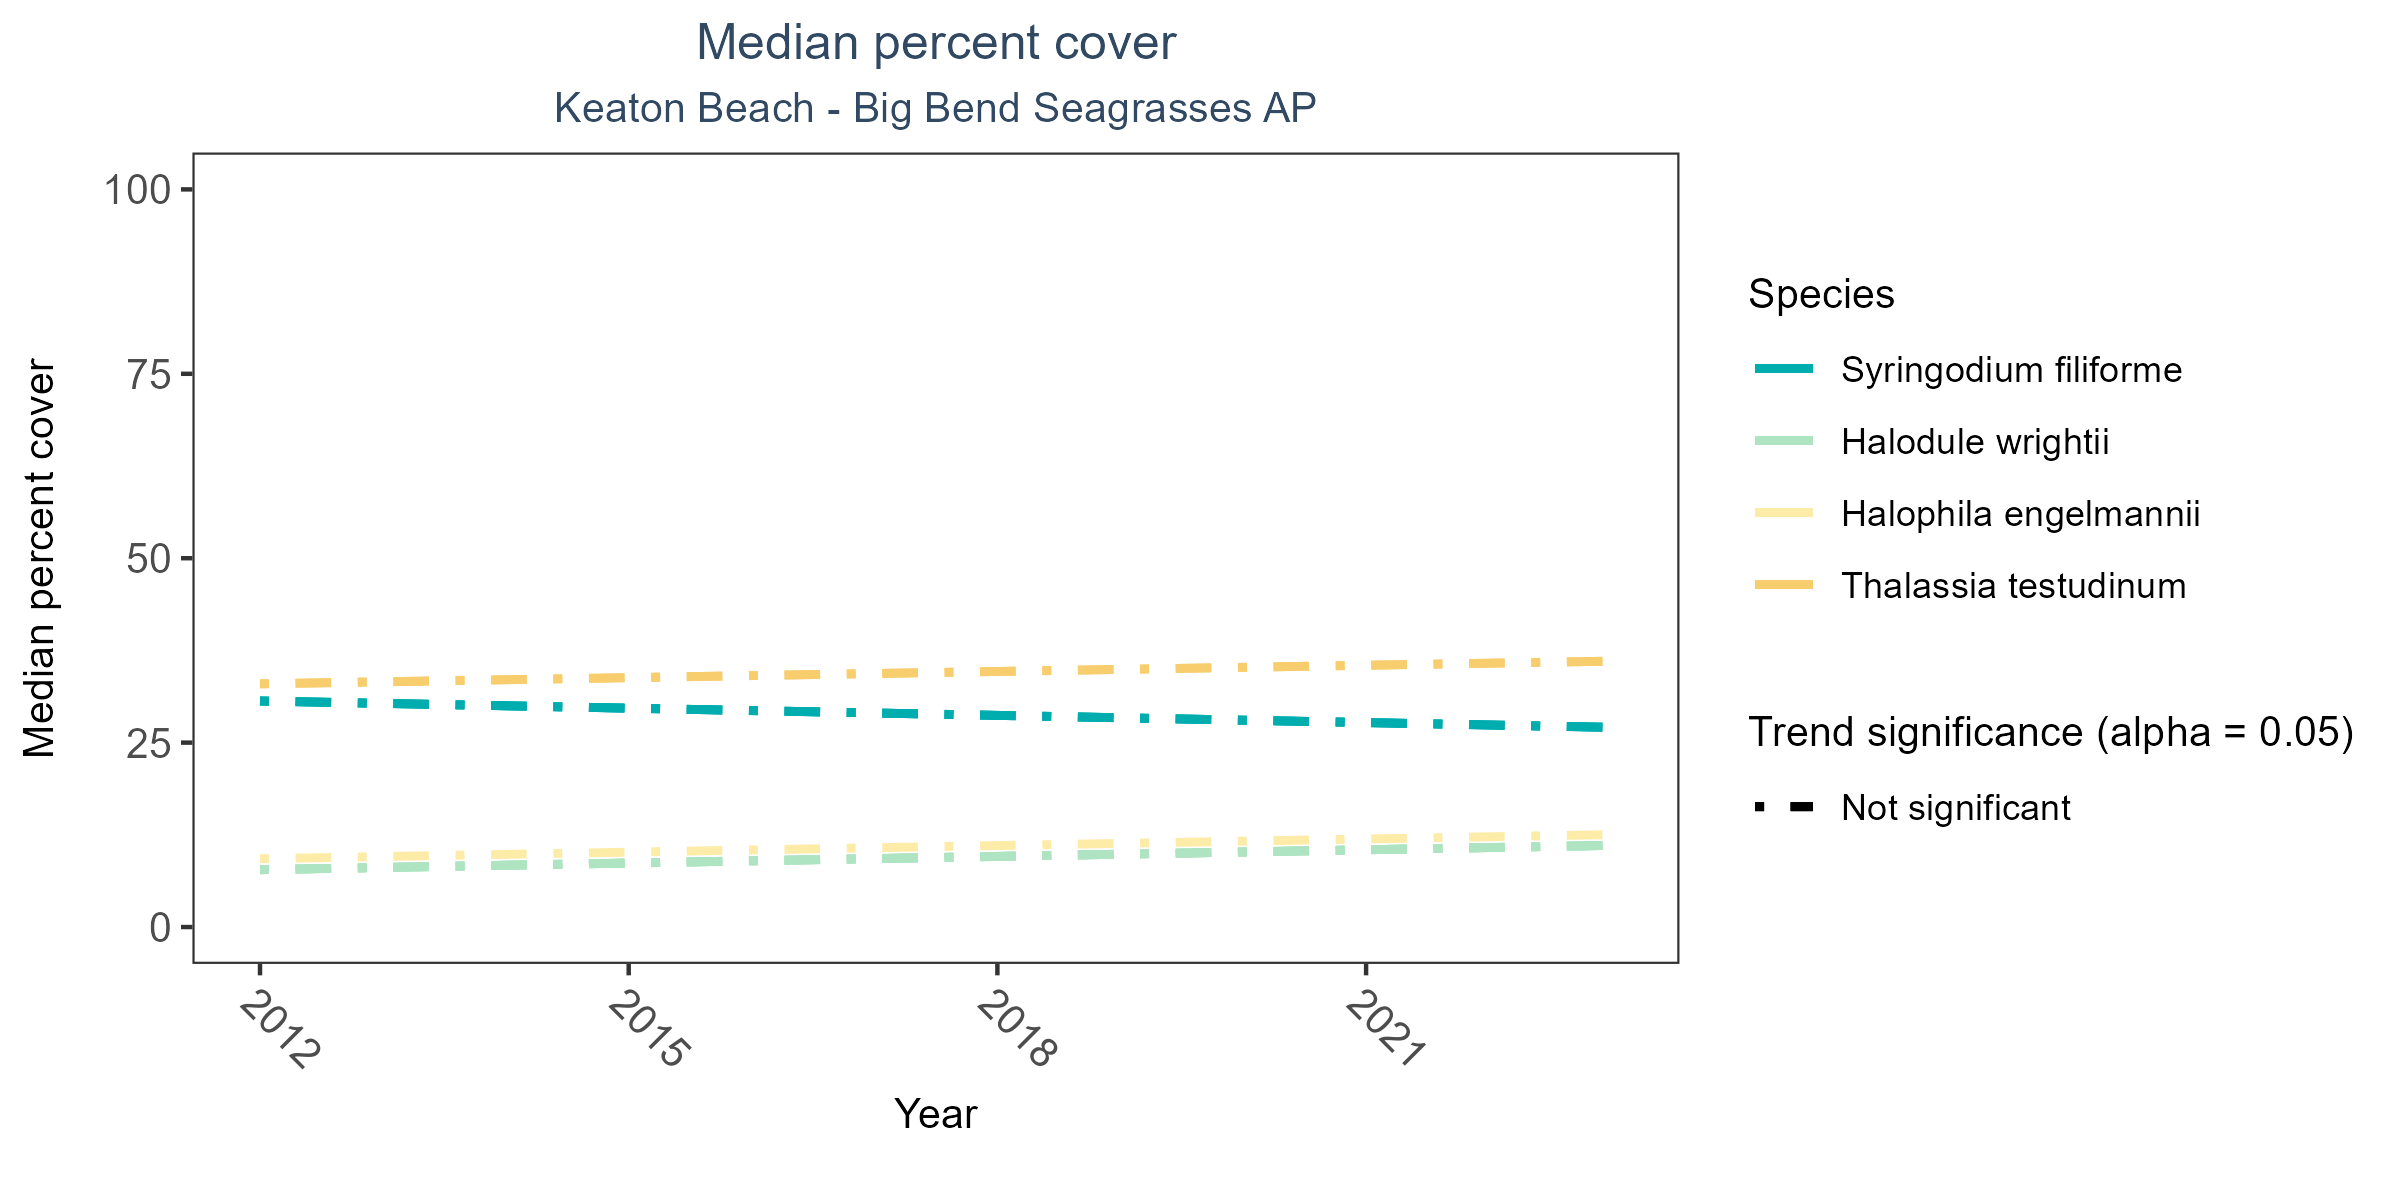 Median percent cover
Keaton Beach - Big Bend Seagrasses AP
Median percent cover
100
75
50
25
0
2012
2015
2018
2021
Year
Species
Syringodium filiforme
Halodule wrightii
Halophila engelmannii
Thalassia testudinum
Trend significance (alpha = 0.05)
Not significant